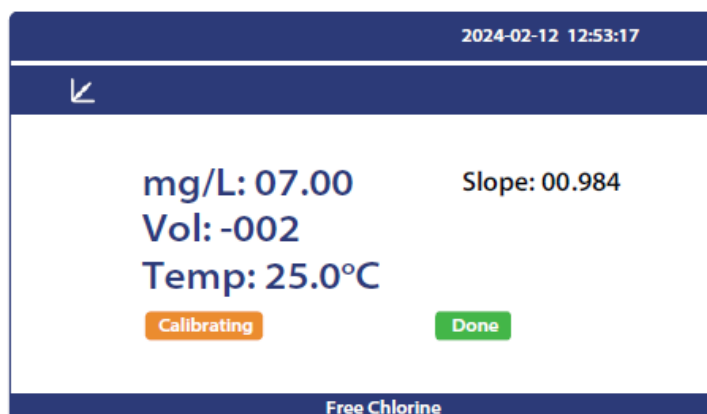 2024-02-12 12:53:17
mg/L: 07.00
Slope: 00.984
Vol: -002
Temp: 25.0°C
Calibrating
Done
Free Chlorine